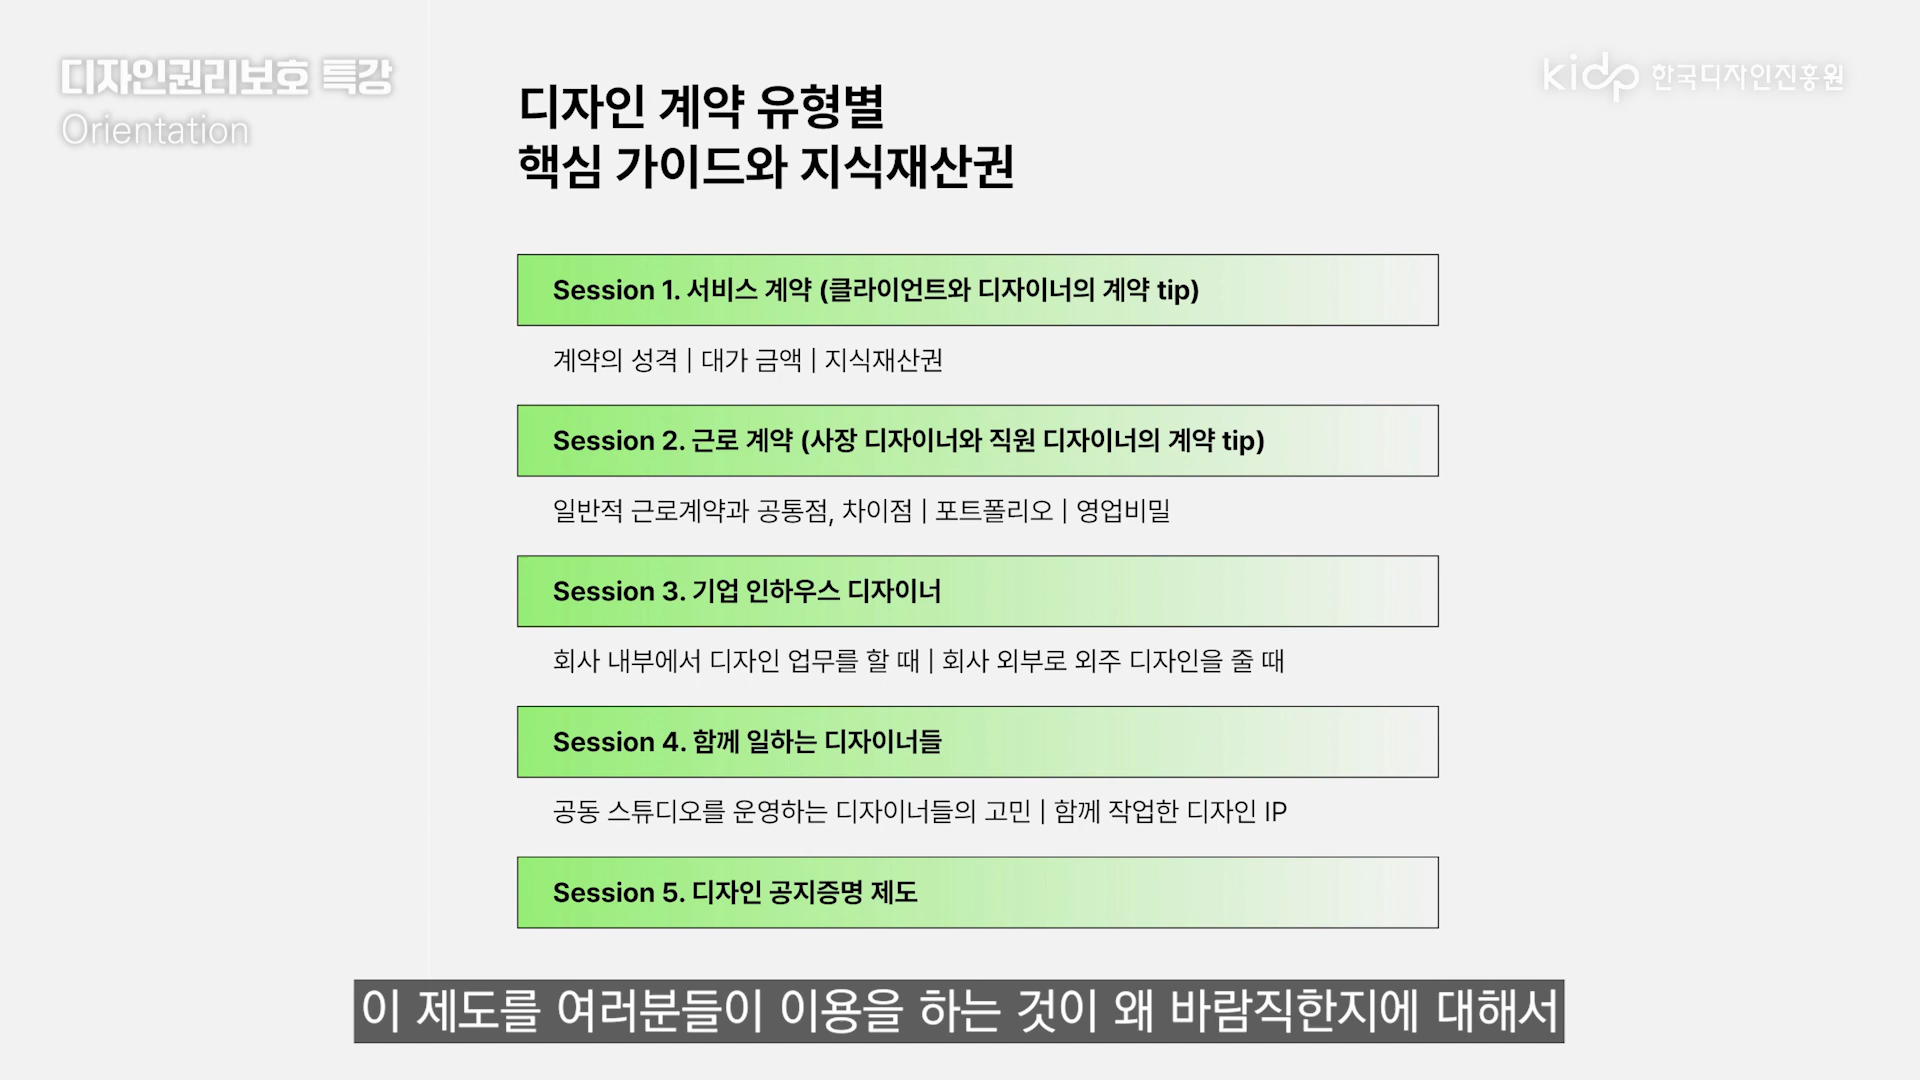 디자인권리보호 특강
Orientation
kidp 한국디자인진흥원
디자인 계약 유형별
핵심 가이드와 지식재산권
Session 1. 서비스 계약 (클라이언트와 디자이너의 계약 tip)
계약의 성격 | 대가 금액 | 지식재산권
Session 2. 근로 계약 (사장 디자이너와 직원 디자이너의 계약 tip)
일반적 근로계약과 공통점, 차이점 | 포트폴리오 | 영업비밀
Session 3. 기업 인하우스 디자이너
회사 내부에서 디자인 업무를 할 때 | 회사 외부로 외주 디자인을 줄 때
Session 4. 함께 일하는 디자이너들
공동 스튜디오를 운영하는 디자이너들의 고민 | 함께 작업한 디자인 IP
Session 5. 디자인 공지증명 제도
이 제도를 여러분들이 이용을 하는 것이 왜 바람직한지에 대해서